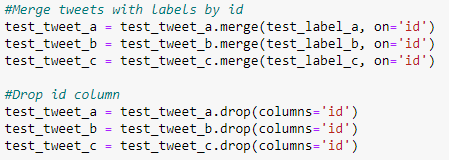 #Merge tweets with labels by id
test_tweet_a = test_tweet_a.merge(test_label_a, on='id')
test_tweet_b = test_tweet_b.merge(test_label_b, on='id')
test_tweet_c = test_tweet_c.merge(test_label_c, on='id')
#Drop id column
test_tweet_a = test_tweet_a.drop(columns='id')
test_tweet_b = test_tweet_b.drop(columns='id')
test_tweet_c = test_tweet_c.drop(columns='id')